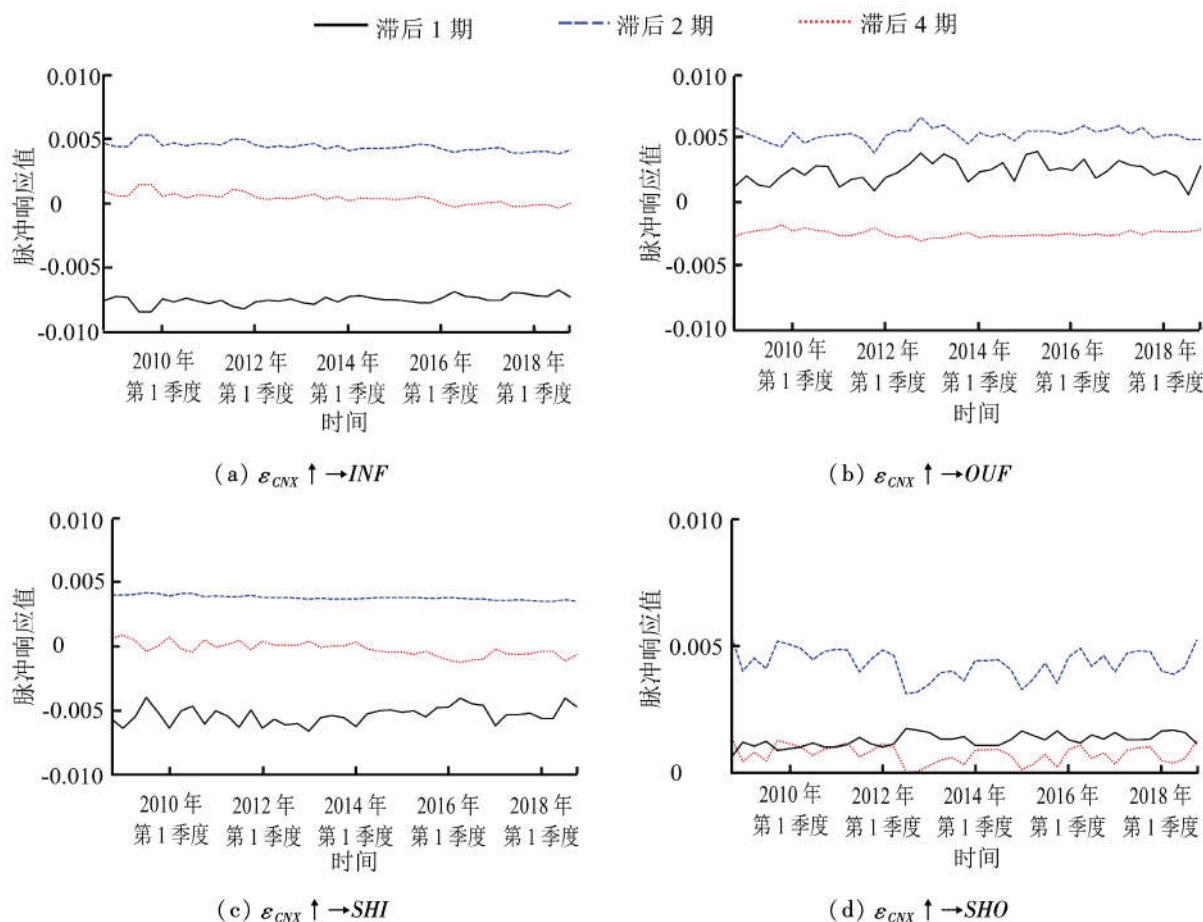 滞后 1 期 滞后 2 期 滞后 4 期
0.010
0.005
0
-0.005
-0.010
脉冲响应值
2010 年 2012 年 2014 年 2016 年 2018 年
第 1 季度 第 1 季度 第 1 季度 第 1 季度 第 1 季度
时间
(a) εCNX ↑ →INF
0.010
0.005
0
-0.005
-0.010
脉冲响应值
2010 年 2012 年 2014 年 2016 年 2018 年
第 1 季度 第 1 季度 第 1 季度 第 1 季度 第 1 季度
时间
(b) εCNX ↑ →OUF
0.010
0.005
0
-0.005
-0.010
脉冲响应值
2010 年 2012 年 2014 年 2016 年 2018 年
第 1 季度 第 1 季度 第 1 季度 第 1 季度 第 1 季度
时间
(c) εCNX ↑ →SHI
0.010
0.005
0
脉冲响应值
2010 年 2012 年 2014 年 2016 年 2018 年
第 1 季度 第 1 季度 第 1 季度 第 1 季度 第 1 季度
时间
(d) εCNX ↑ →SHO